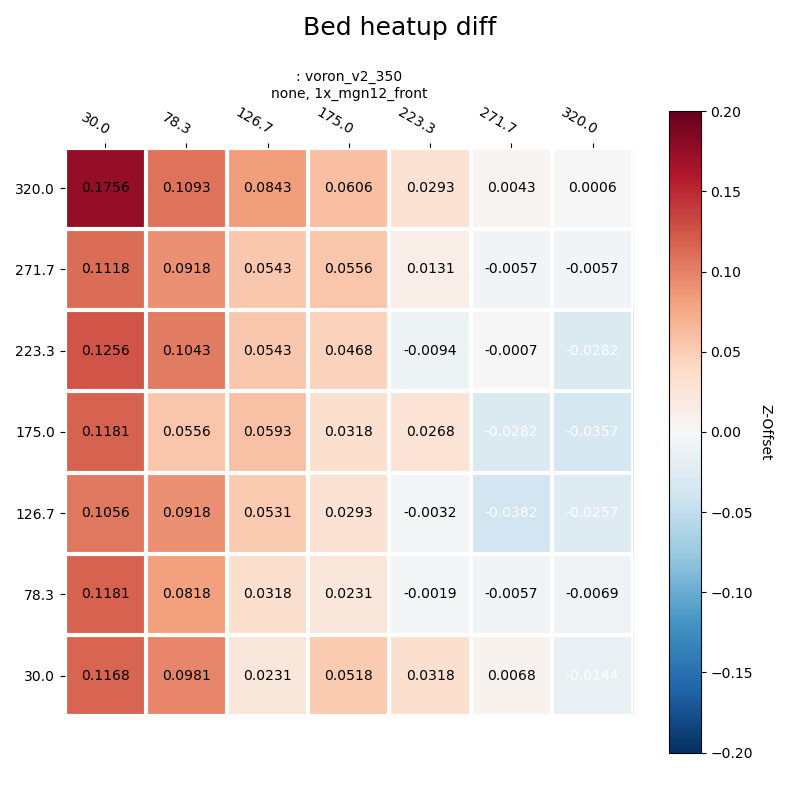 Bed heatup diff
: voron_v2_350
none, 1x_mgn12_front
30.0 78.3 126.7 175.0 223.3 271.7 320.0
320.0 0.1756 0.1093 0.0843 0.0606 0.0293 0.0043 0.0006
271.7 0.1118 0.0918 0.0543 0.0556 0.0131 -0.0057 -0.0057
223.3 0.1256 0.1043 0.0543 0.0468 -0.0094 -0.0007 -0.0282
175.0 0.1181 0.0556 0.0593 0.0318 0.0268 -0.0282 -0.0357
126.7 0.1056 0.0918 0.0531 0.0293 -0.0032 -0.0382 -0.0257
78.3 0.1181 0.0818 0.0318 0.0231 -0.0019 -0.0057 -0.0069
30.0 0.1168 0.0981 0.0231 0.0518 0.0318 0.0068 -0.0144
0.20
0.15
0.10
0.05
0.00
−0.05
−0.10
−0.15
−0.20
Z-Offset